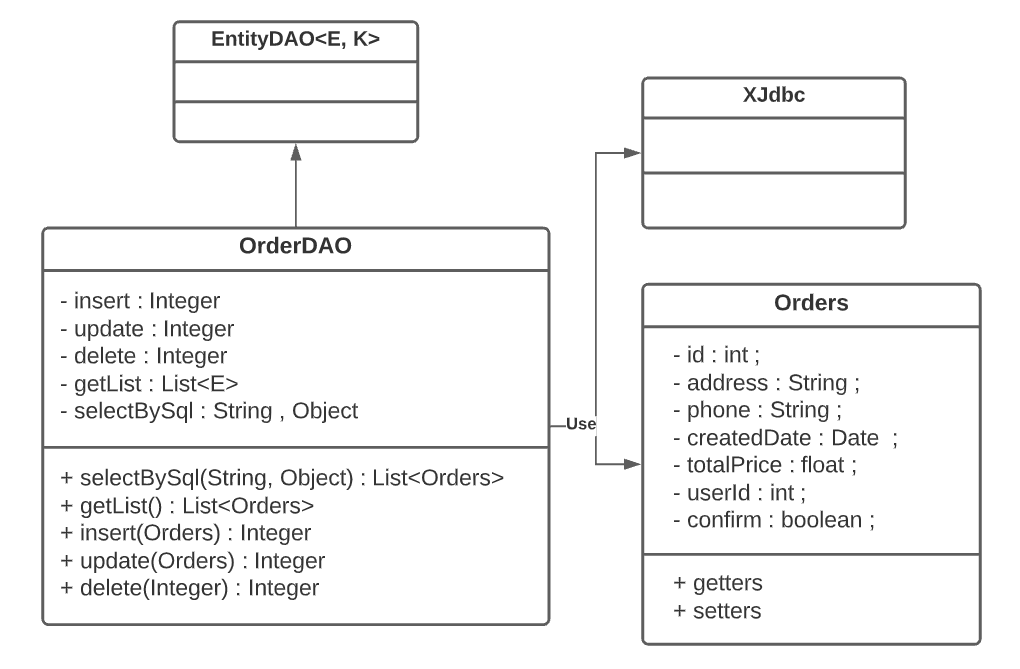 EntityDAO<E, K>
XJdbc
OrderDAO
- insert : Integer
- update : Integer
- delete : Integer
- getList : List<E>
- selectBySql : String , Object
+ selectBySql(String, Object) : List<Orders>
+ getList() : List<Orders>
+ insert(Orders) : Integer
+ update(Orders) : Integer
+ delete(Integer) : Integer
Use
Orders
- id : int ;
- address : String ;
- phone : String ;
- createdDate : Date  ;
- totalPrice : float ;
- userId : int ;
- confirm : boolean ;
+ getters
+ setters